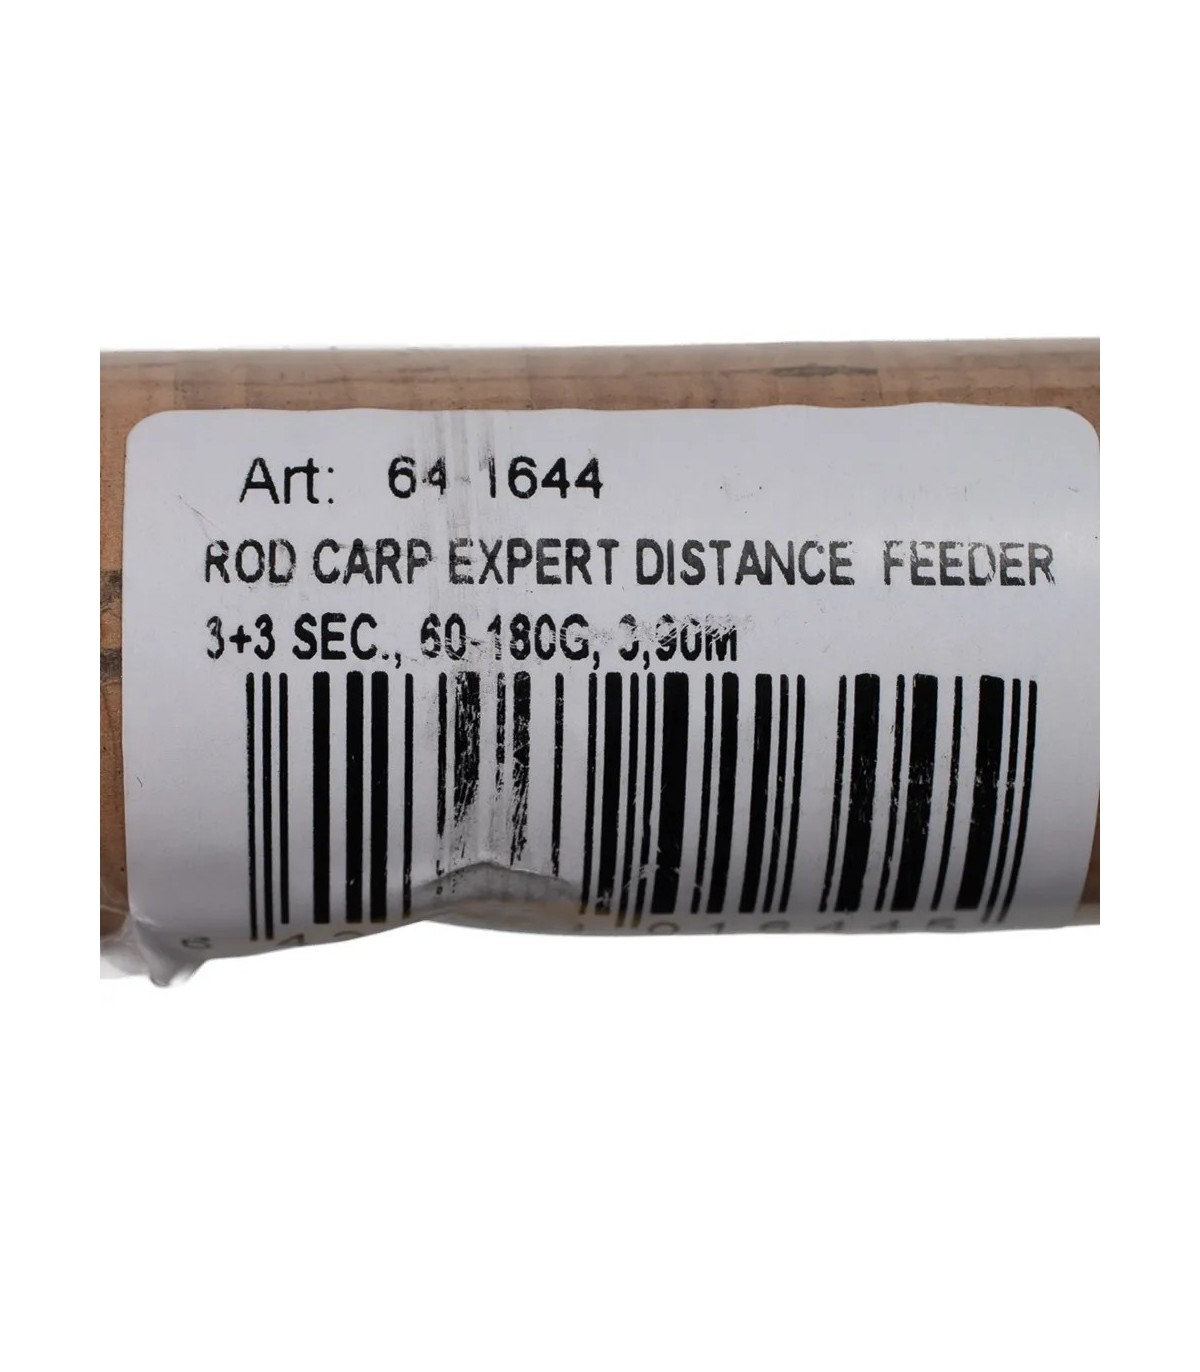 Art: 64 1644
ROD CARP EXPERT DISTANCE FEEDER
3+3 SEC., 60-180G, 3,90M